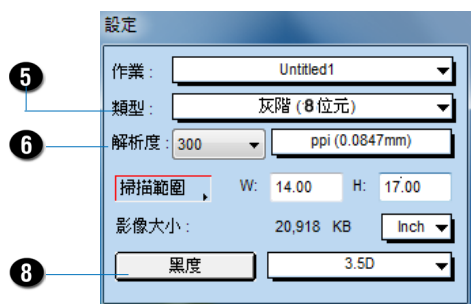 設定
作業： Untitled1
5
類型： 灰階 (8位元)
6 解析度： 300 ppi (0.0847mm)
掃描範圍 W: 14.00 H: 17.00
影像大小： 20,918 KB Inch
8 黑度 3.5D